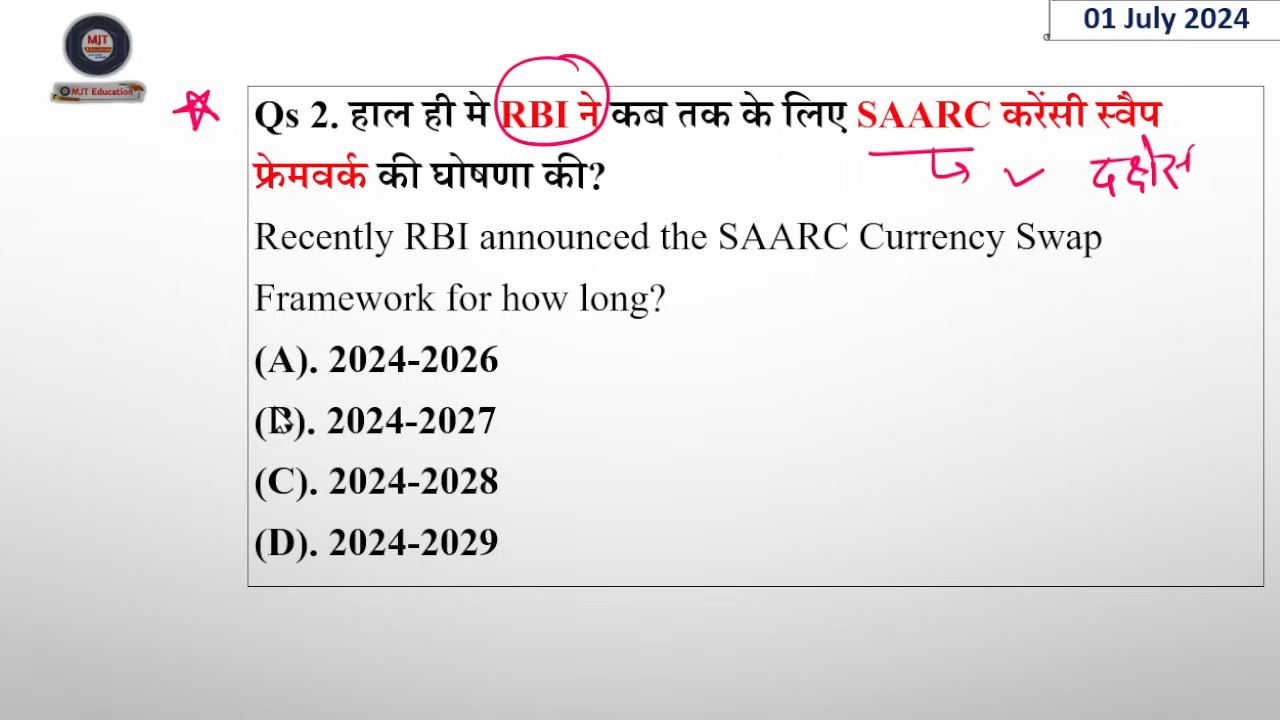 01 July 2024
MJT
MJT Education
Qs 2. हाल ही मे RBI ने कब तक के लिए SAARC करेंसी स्वैप
फ्रेमवर्क की घोषणा की?
दक्षेस
Recently RBI announced the SAARC Currency Swap
Framework for how long?
(A). 2024-2026
(B). 2024-2027
(C). 2024-2028
(D). 2024-2029